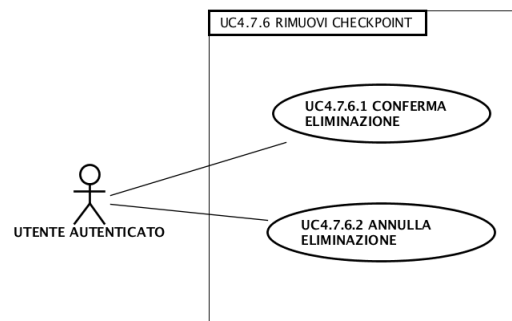 UC4.7.6 RIMUOVI CHECKPOINT
UC4.7.6.1 CONFERMA
ELIMINAZIONE
UTENTE AUTENTICATO
UC4.7.6.2 ANNULLA
ELIMINAZIONE